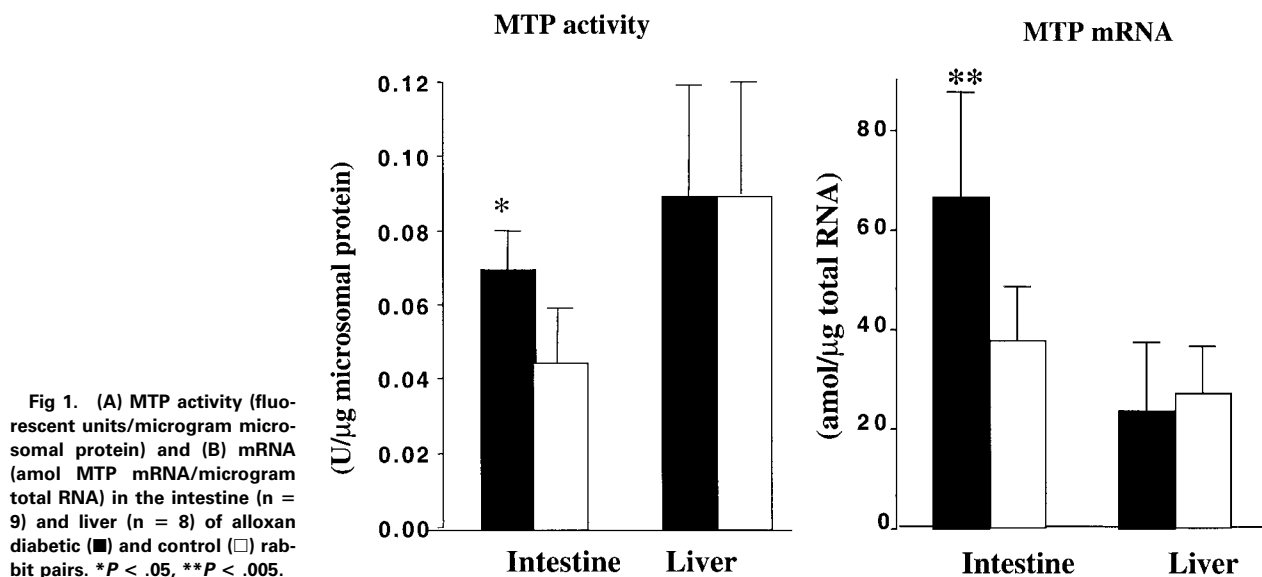 MTP activity
(U/µg microsomal protein)
0.12
0.10
0.08
0.06
0.04
0.02
0.00
*
Intestine Liver
MTP mRNA
(amol/µg total RNA)
80
60
40
20
0
**
Intestine Liver
Fig 1. (A) MTP activity (fluo-
rescent units/microgram micro-
somal protein) and (B) mRNA
(amol MTP mRNA/microgram
total RNA) in the intestine (n =
9) and liver (n = 8) of alloxan
diabetic (■) and control (□) rab-
bit pairs. *P < .05, **P < .005.